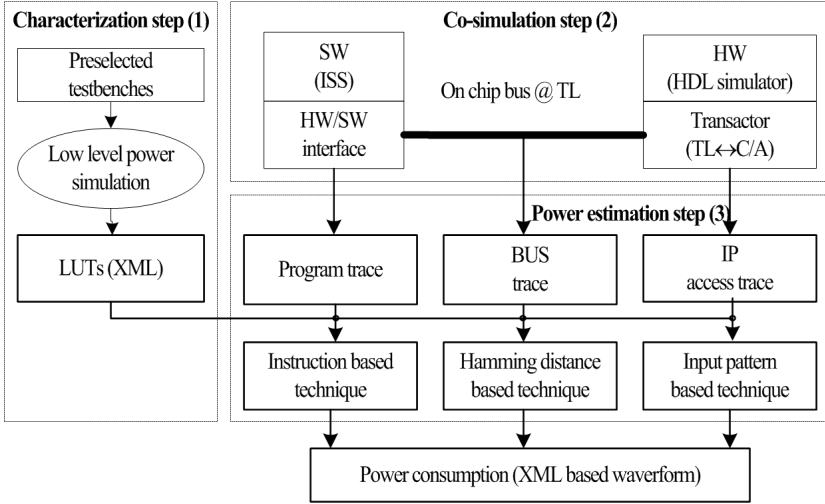 Characterization step (1)
Preselected
testbenches
Low level power
simulation
LUTs (XML)
Co-simulation step (2)
SW
(ISS)
HW/SW
interface
On chip bus @ TL
HW
(HDL simulator)
Transactor
(TL↔C/A)
Power estimation step (3)
Program trace
BUS
trace
IP
access trace
Instruction based
technique
Hamming distance
based technique
Input pattern
based technique
Power consumption (XML based waverform)